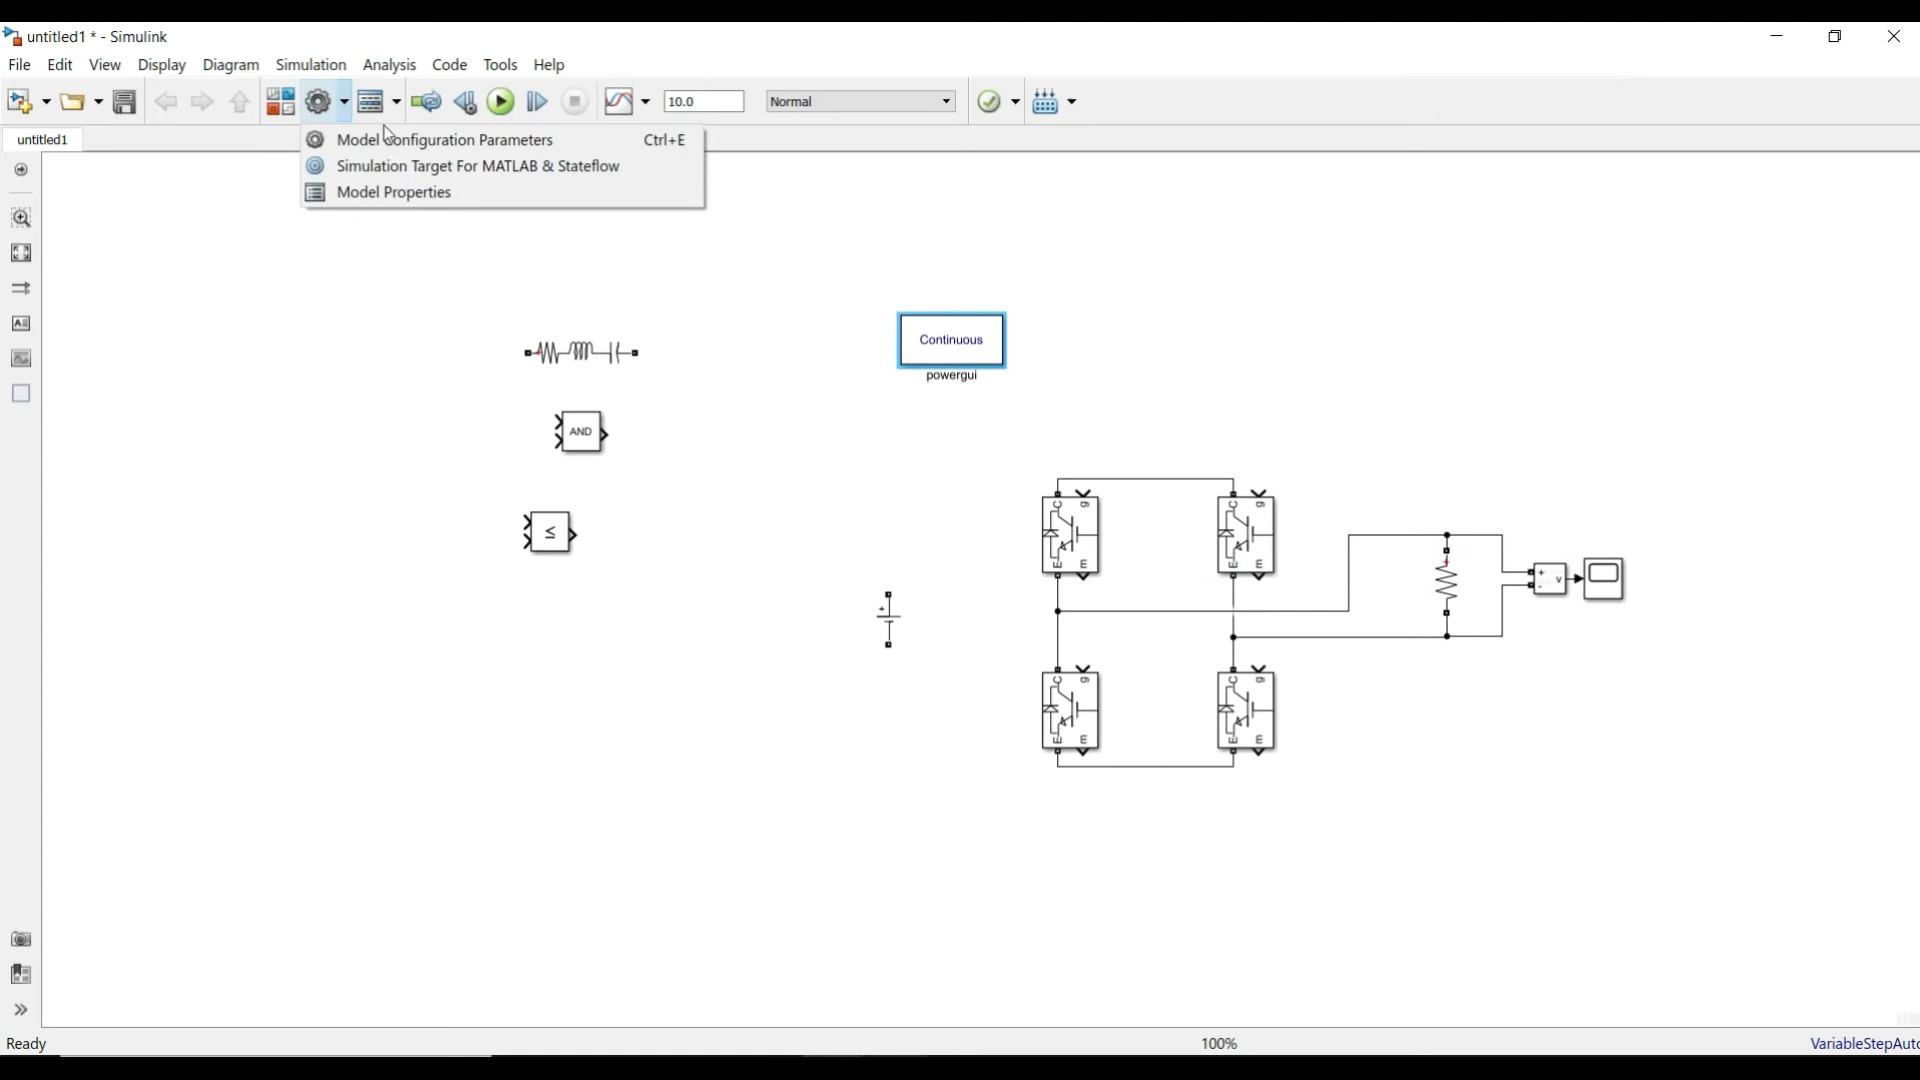 untitled1 * - Simulink
File Edit View Display Diagram Simulation Analysis Code Tools Help
10.0 Normal
untitled1
Model Configuration Parameters Ctrl+E
Simulation Target For MATLAB & Stateflow
Model Properties
Continuous
powergui
AND
≤
C g C g
E m E m
+ - v
+
C g C g
E m E m
Ready 100% VariableStepAuto